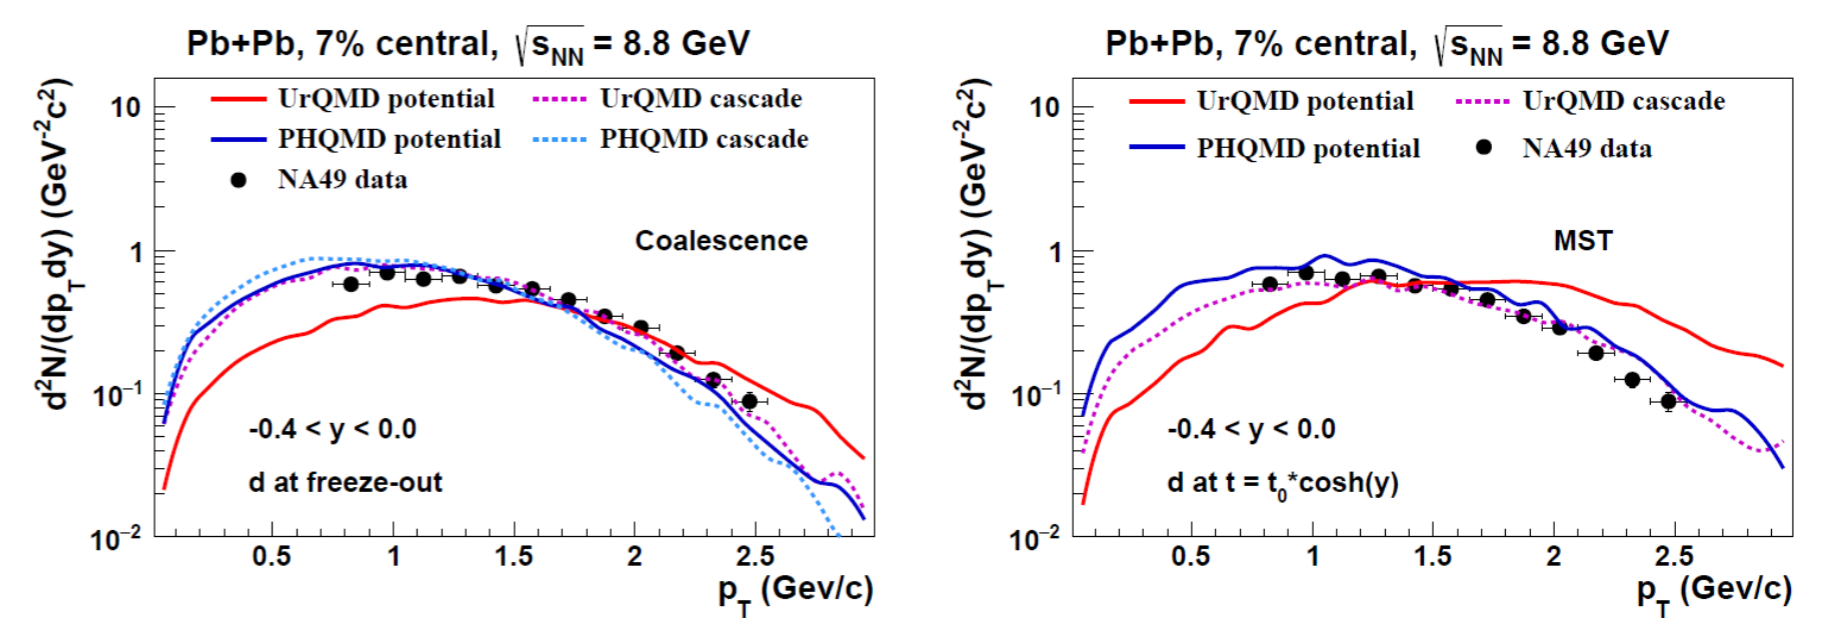 Pb+Pb, 7% central, √sNN = 8.8 GeV
d²N/(dpTdy) (GeV⁻²c²)
10
1
10⁻¹
10⁻²
UrQMD potential
UrQMD cascade
PHQMD potential
PHQMD cascade
NA49 data
Coalescence
-0.4 < y < 0.0
d at freeze-out
0.5 1 1.5 2 2.5
pT (Gev/c)
Pb+Pb, 7% central, √sNN = 8.8 GeV
d²N/(dpTdy) (GeV⁻²c²)
10
1
10⁻¹
10⁻²
UrQMD potential
UrQMD cascade
PHQMD potential
NA49 data
MST
-0.4 < y < 0.0
d at t = t₀*cosh(y)
0.5 1 1.5 2 2.5
pT (Gev/c)